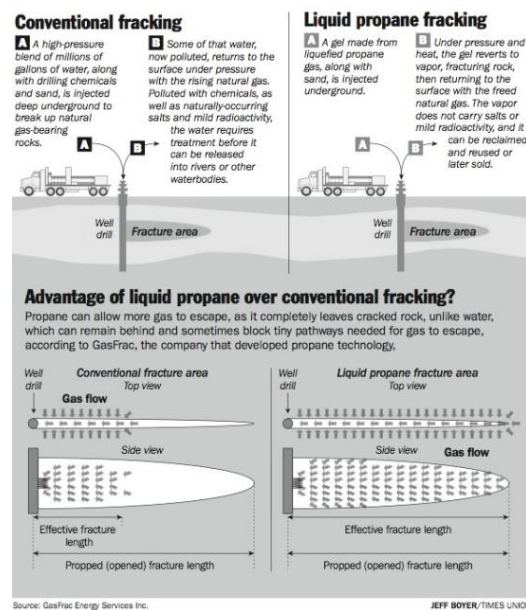 Conventional fracking
A A high-pressure
blend of millions of
gallons of water, along
with drilling chemicals
and sand, is injected
deep underground to
break up natural
gas-bearing
rocks.
B Some of that water,
now polluted, returns to the
surface under pressure
with the rising natural gas.
Polluted with chemicals, as
well as naturally-occurring
salts and mild radioactivity,
the water requires
treatment before it
can be released
into rivers or other
waterbodies.
A
B
Well
drill
Fracture area
Liquid propane fracking
A A gel made from
liquefied propane
gas, along with
sand, is injected
underground.
B Under pressure and
heat, the gel reverts to
vapor, fracturing rock,
then returning to the
surface with the freed
natural gas. The vapor
does not carry salts or
mild radioactivity, and it
can be reclaimed
and reused or
later sold.
A
B
Well
drill
Fracture area
Advantage of liquid propane over conventional fracking?
Propane can allow more gas to escape, as it completely leaves cracked rock, unlike water,
which can remain behind and sometimes block tiny pathways needed for gas to escape,
according to GasFrac, the company that developed propane technology,
Well
drill
Conventional fracture area
Top view
Gas flow
Side view
Effective fracture
length
Propped (opened) fracture length
Well
drill
Liquid propane fracture area
Top view
Side view
Gas flow
Effective fracture length
Propped (opened) fracture length
Source: GasFrac Energy Services Inc.
JEFF BOYER/TIMES UNIO